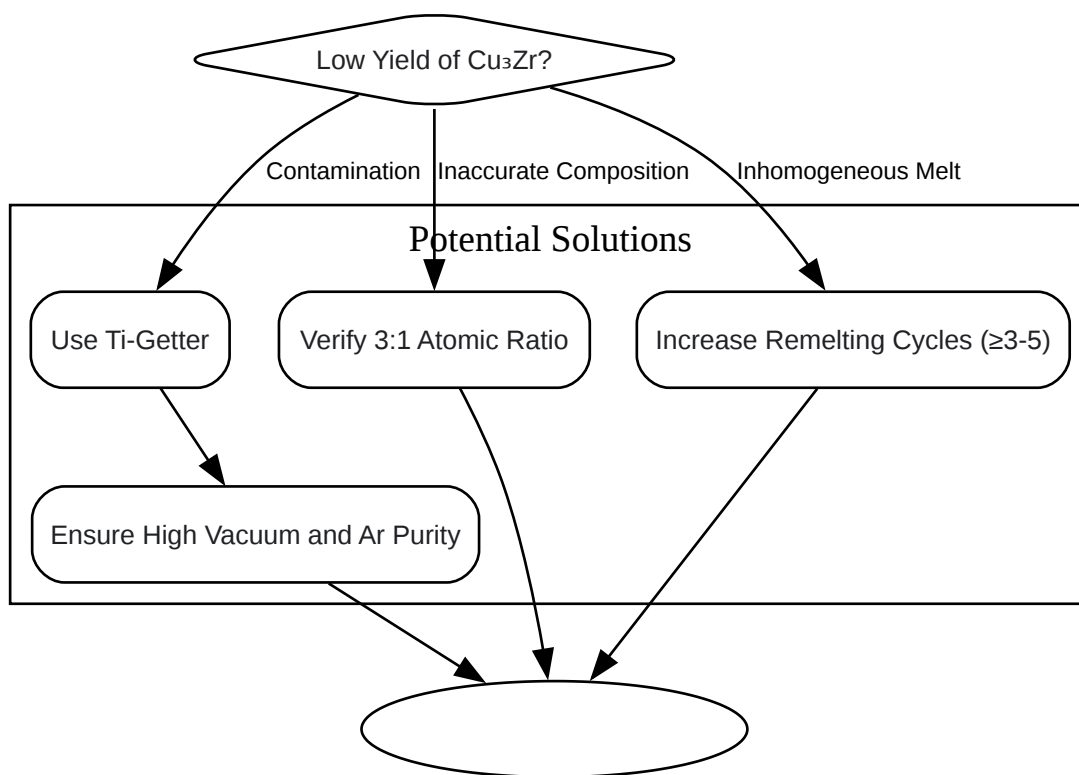 Low Yield of Cu₃Zr?
Contamination
Inaccurate Composition
Inhomogeneous Melt
Potential Solutions
Use Ti-Getter
Verify 3:1 Atomic Ratio
Increase Remelting Cycles (≥3-5)
Ensure High Vacuum and Ar Purity